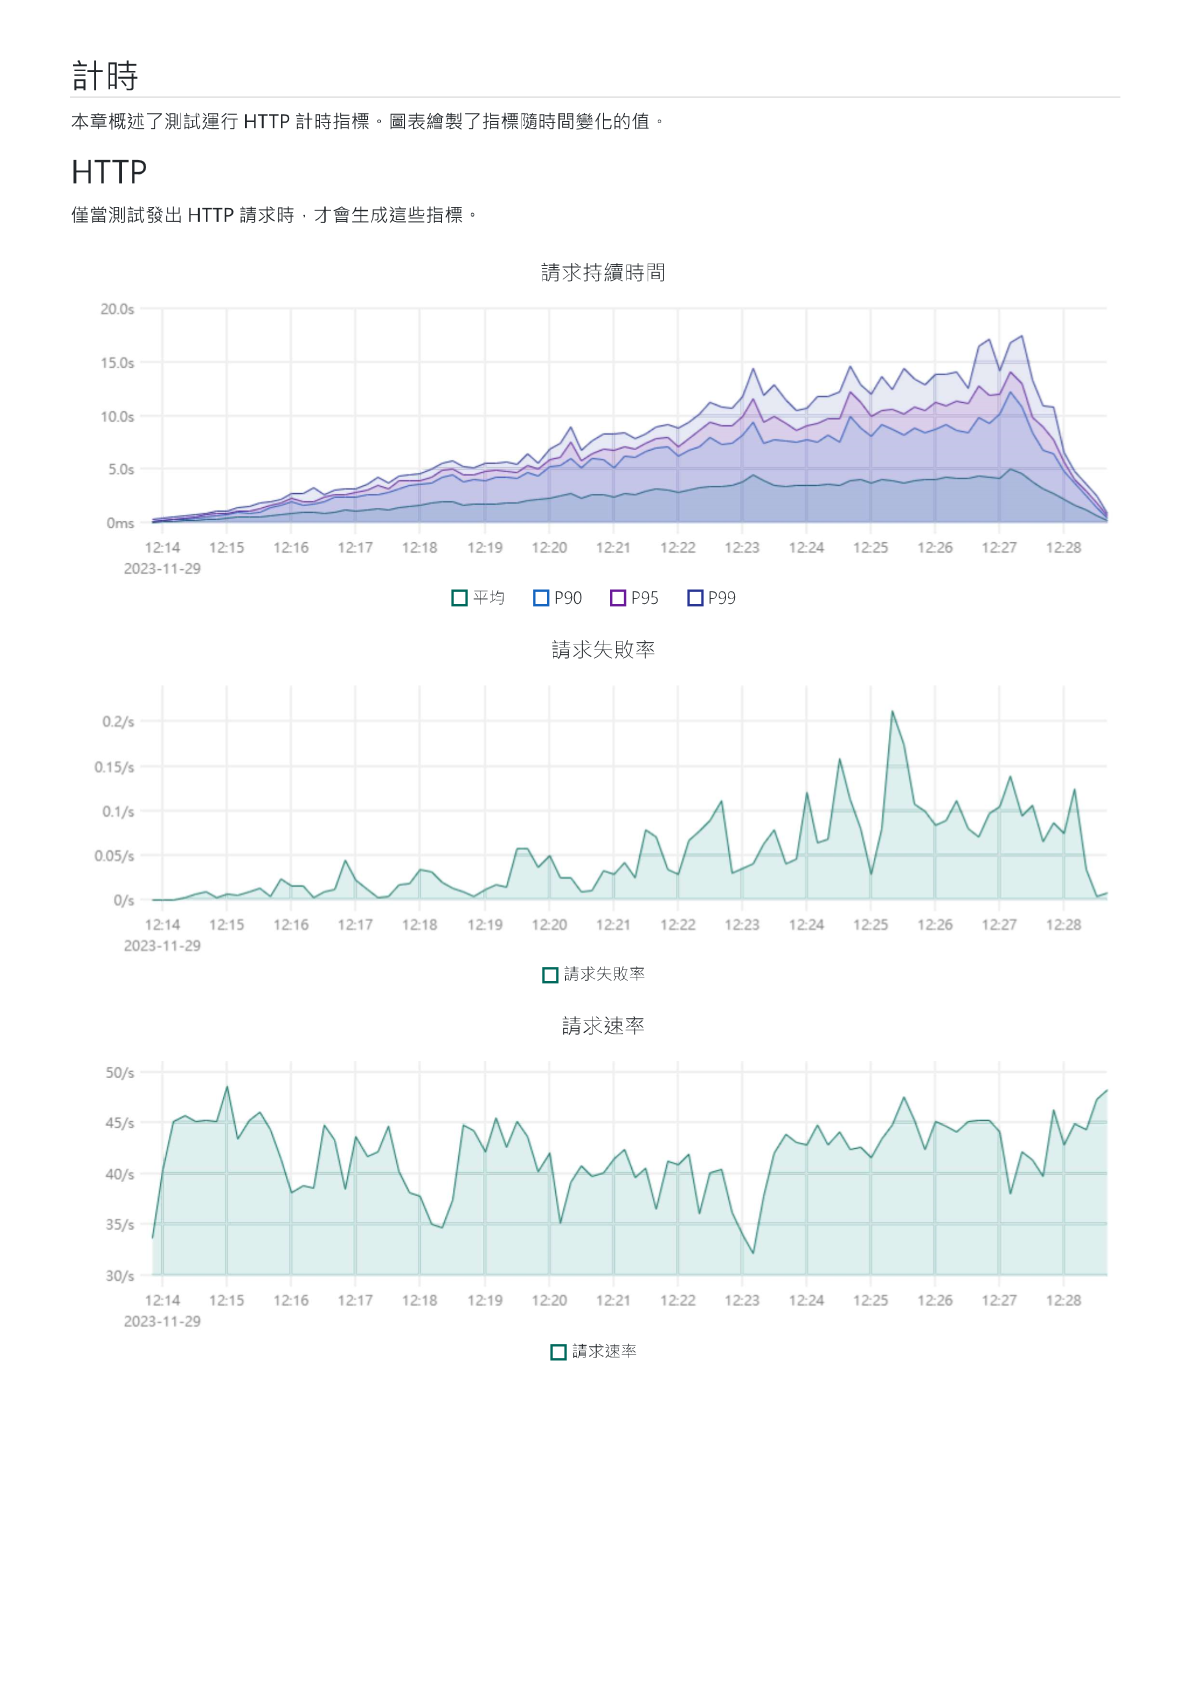 計時
本章概述了測試運行 HTTP 計時指標。圖表繪製了指標隨時間變化的值。
HTTP
僅當測試發出 HTTP 請求時，才會生成這些指標。
請求持續時間
20.0s
15.0s
10.0s
5.0s
0ms
12:14 12:15 12:16 12:17 12:18 12:19 12:20 12:21 12:22 12:23 12:24 12:25 12:26 12:27 12:28
2023-11-29
平均 P90 P95 P99
請求失敗率
0.2/s
0.15/s
0.1/s
0.05/s
0/s
12:14 12:15 12:16 12:17 12:18 12:19 12:20 12:21 12:22 12:23 12:24 12:25 12:26 12:27 12:28
2023-11-29
請求失敗率
請求速率
50/s
45/s
40/s
35/s
30/s
12:14 12:15 12:16 12:17 12:18 12:19 12:20 12:21 12:22 12:23 12:24 12:25 12:26 12:27 12:28
2023-11-29
請求速率